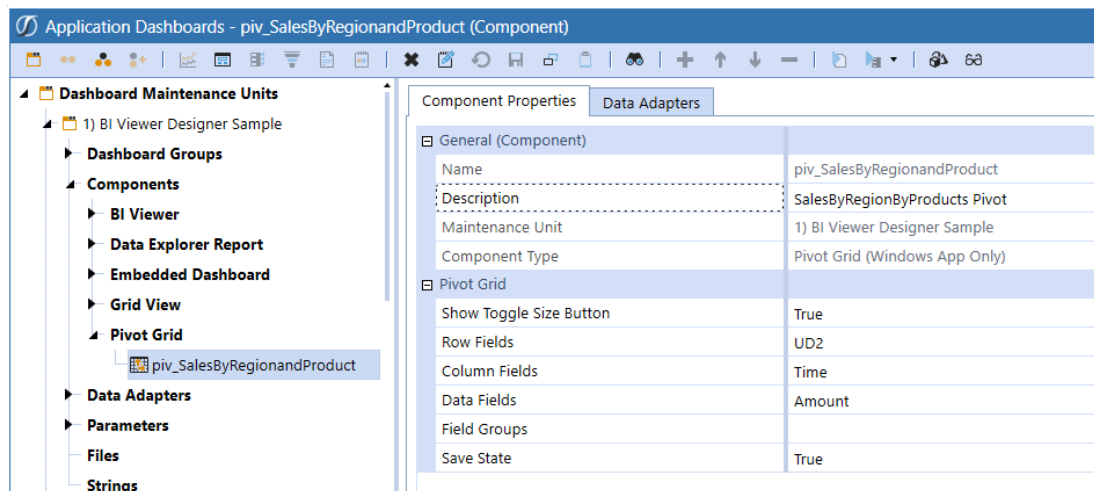 Application Dashboards - piv_SalesByRegionandProduct (Component)
Dashboard Maintenance Units
1) BI Viewer Designer Sample
Dashboard Groups
Components
BI Viewer
Data Explorer Report
Embedded Dashboard
Grid View
Pivot Grid
piv_SalesByRegionandProduct
Data Adapters
Parameters
Files
Strings
Component Properties
Data Adapters
General (Component)
Name piv_SalesByRegionandProduct
Description SalesByRegionByProducts Pivot
Maintenance Unit 1) BI Viewer Designer Sample
Component Type Pivot Grid (Windows App Only)
Pivot Grid
Show Toggle Size Button True
Row Fields UD2
Column Fields Time
Data Fields Amount
Field Groups
Save State True